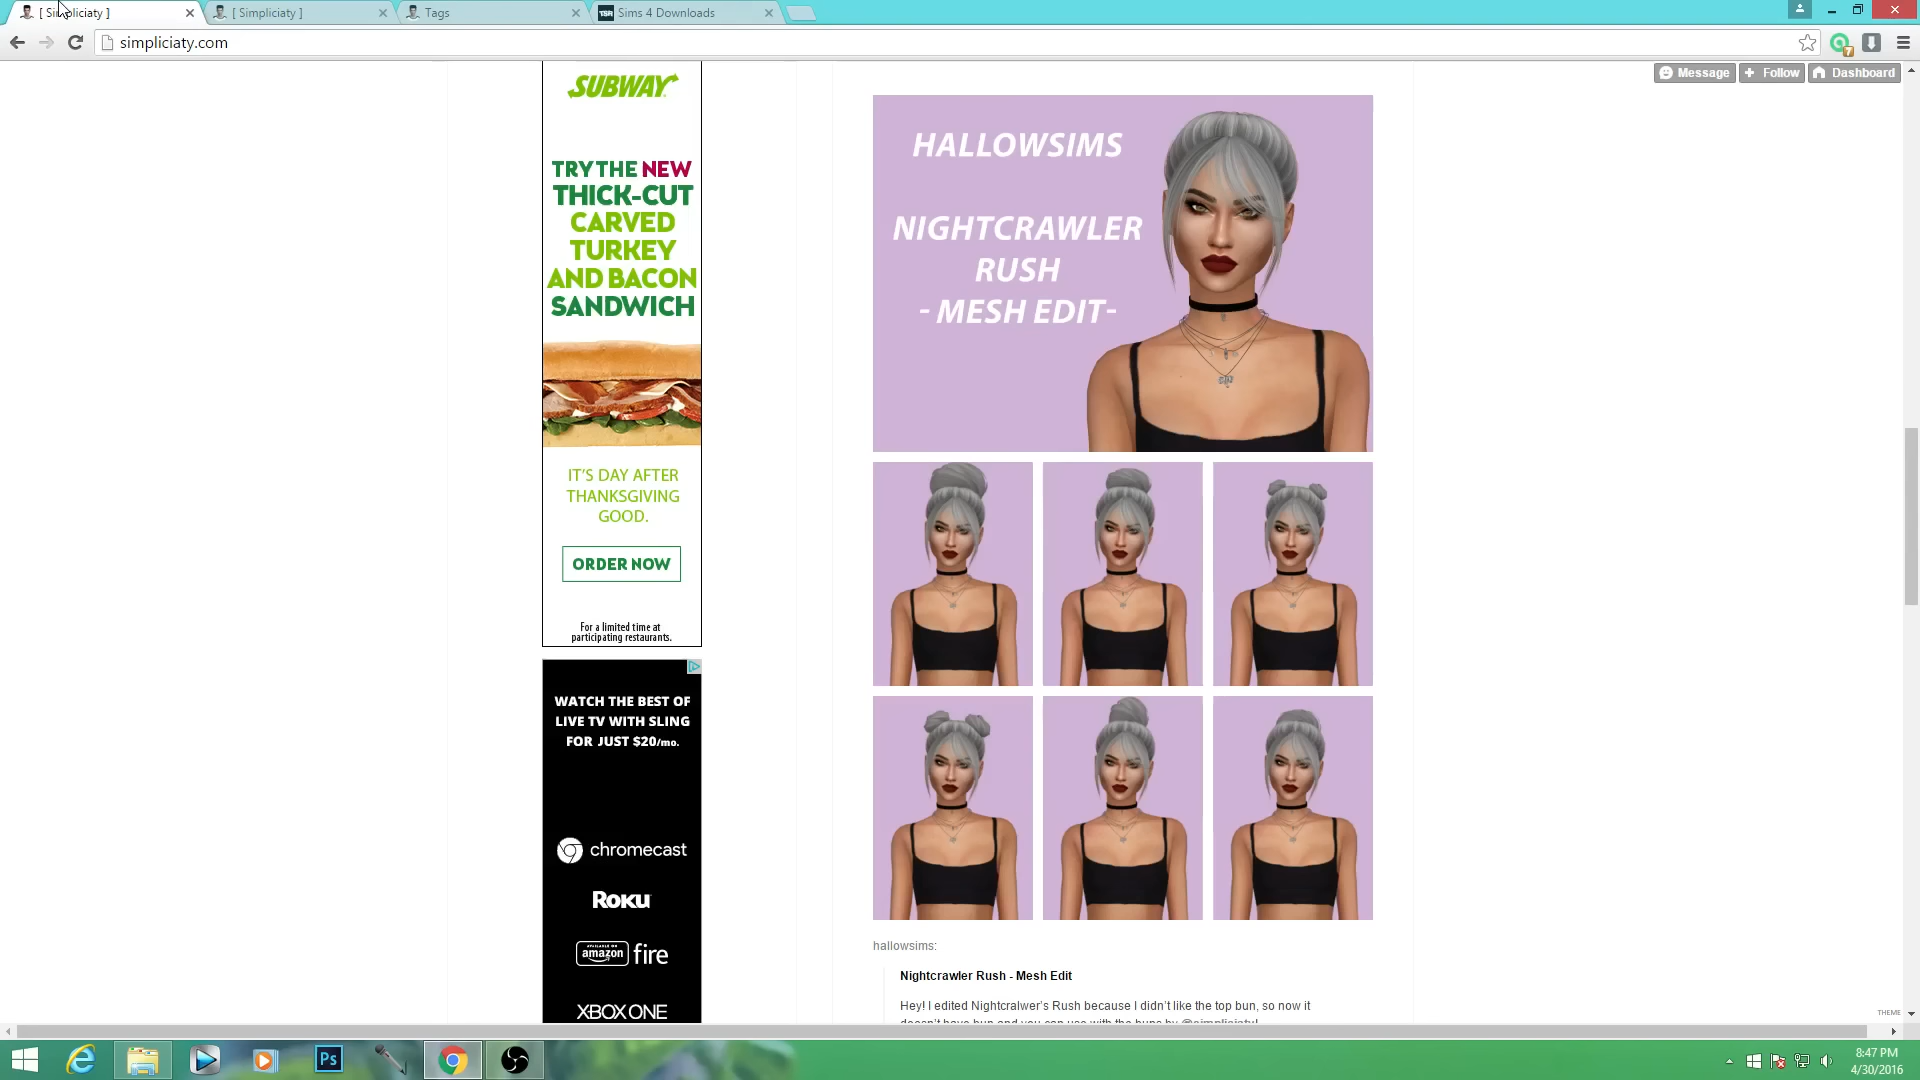 [ Simpliciaty ]
[ Simpliciaty ]
Tags
TSR Sims 4 Downloads
simpliciaty.com
7
Message
+ Follow
Dashboard
SUBWAY
TRY THE NEW
THICK-CUT
CARVED
TURKEY
AND BACON
SANDWICH
IT'S DAY AFTER
THANKSGIVING
GOOD.
ORDER NOW
For a limited time at
participating restaurants.
WATCH THE BEST OF
LIVE TV WITH SLING
FOR JUST $20/mo.
chromecast
ROKU
AVAILABLE ON
amazon fire
XBOX ONE
HALLOWSIMS
NIGHTCRAWLER
RUSH
- MESH EDIT-
hallowsims:
Nightcrawler Rush - Mesh Edit
Hey! I edited Nightcralwer's Rush because I didn't like the top bun, so now it
doesn't have bun and you can use with the buns by @simpliciaty!
THEME
Ps
8:47 PM
4/30/2016